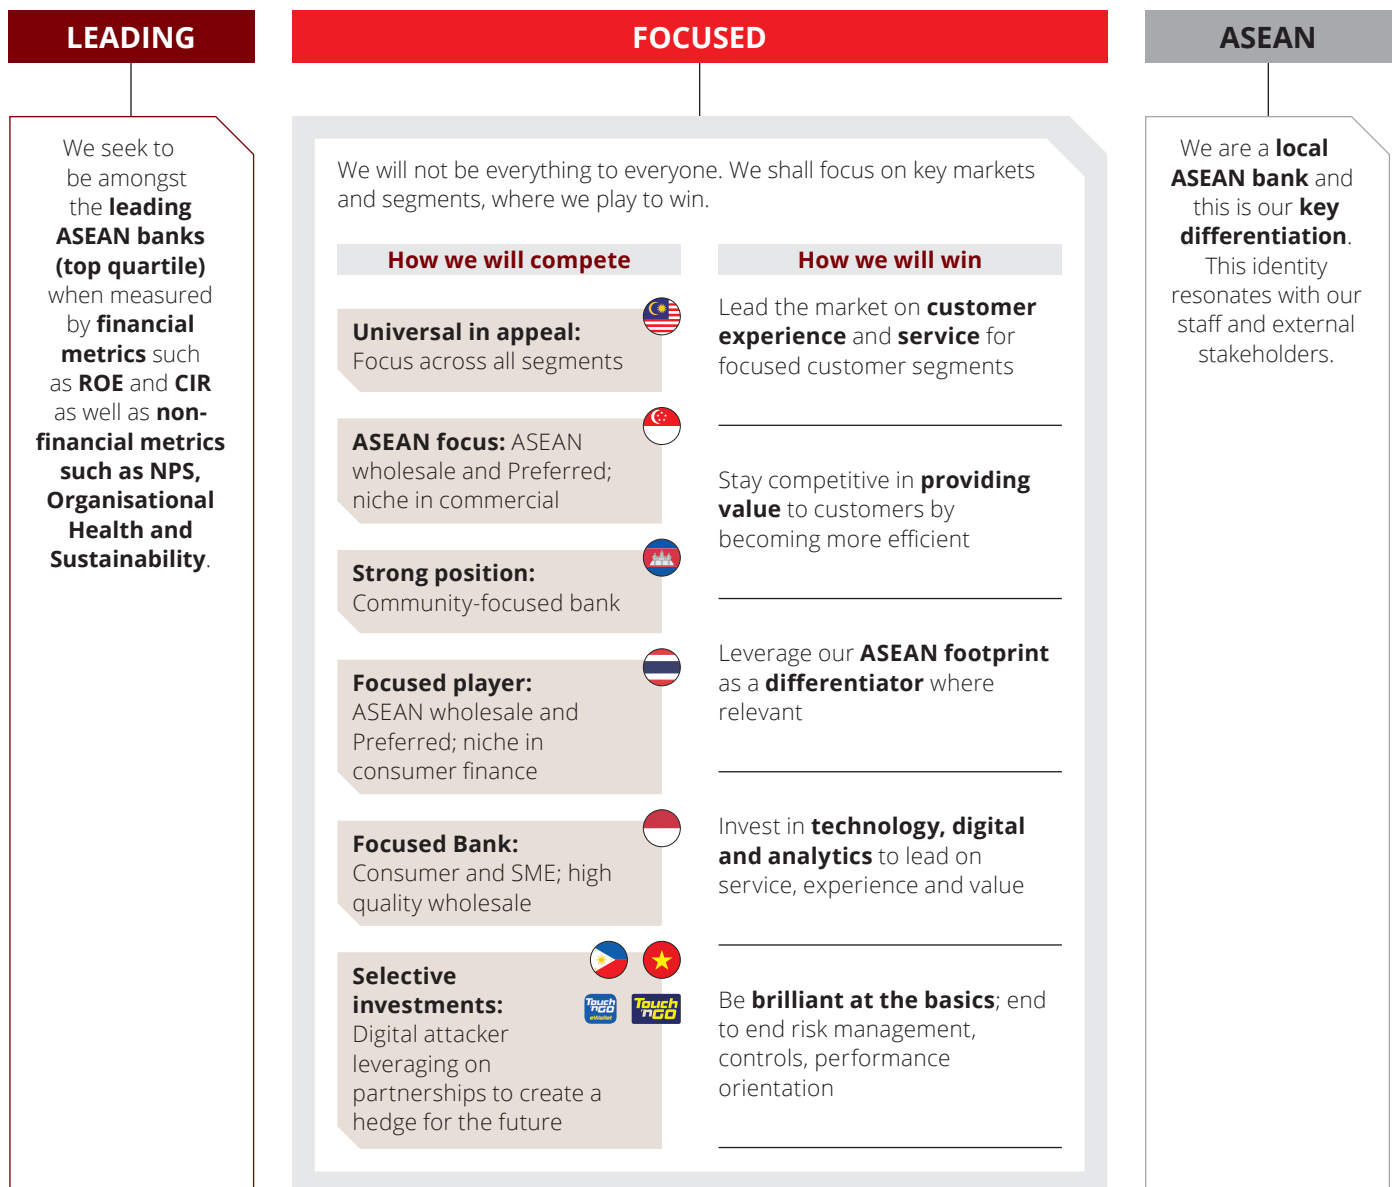 LEADING
We seek to
be amongst
the leading
ASEAN banks
(top quartile)
when measured
by financial
metrics such
as ROE and CIR
as well as non-
financial metrics
such as NPS,
Organisational
Health and
Sustainability.
FOCUSED
We will not be everything to everyone. We shall focus on key markets
and segments, where we play to win.
How we will compete
Universal in appeal:
Focus across all segments
ASEAN focus: ASEAN
wholesale and Preferred;
niche in commercial
Strong position:
Community-focused bank
Focused player:
ASEAN wholesale and
Preferred; niche in
consumer finance
Focused Bank:
Consumer and SME; high
quality wholesale
Selective
investments:
Digital attacker
leveraging on
partnerships to create a
hedge for the future
Touch
'nGO
eWallet
Touch
'nGO
How we will win
Lead the market on customer
experience and service for
focused customer segments
Stay competitive in providing
value to customers by
becoming more efficient
Leverage our ASEAN footprint
as a differentiator where
relevant
Invest in technology, digital
and analytics to lead on
service, experience and value
Be brilliant at the basics; end
to end risk management,
controls, performance
orientation
ASEAN
We are a local
ASEAN bank and
this is our key
differentiation.
This identity
resonates with our
staff and external
stakeholders.